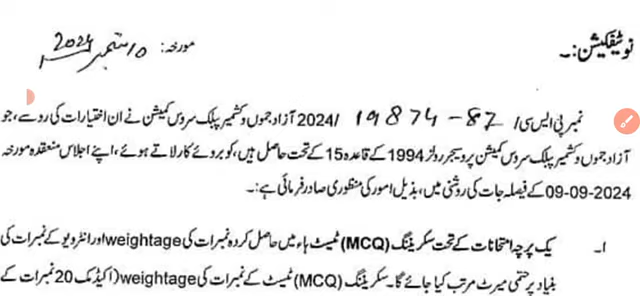 نوٹیفکیشن:۔
مورخہ: 10 ستمبر 2024
نمبر پی ایس سی/ 19874-87 /2024 آزاد جموں و کشمیر پبلک سروس کمیشن نے ان اختیارات کی رو سے، جو
آزاد جموں و کشمیر پبلک سروس کمیشن پروسیجر رولز 1994 کے قاعدہ 15 کے تحت حاصل ہیں، کو بروئے کار لاتے ہوئے، اپنے اجلاس منعقدہ مورخہ
09-09-2024 کے فیصلہ جات کی روشنی میں، بذیل امور کی منظوری صادر فرمائی ہے:۔
۱۔ یک پرچہ امتحانات کے تحت سکریننگ (MCQ) ٹیسٹ ہاء میں حاصل کردہ نمبرات کی weightage اور انٹرویو کے نمبرات کی
بنیاد پر حتمی میرٹ مرتب کیا جائے گا۔ سکریننگ (MCQ) ٹیسٹ کے نمبرات کی weightage (اکیڈمک 20 نمبرات کے